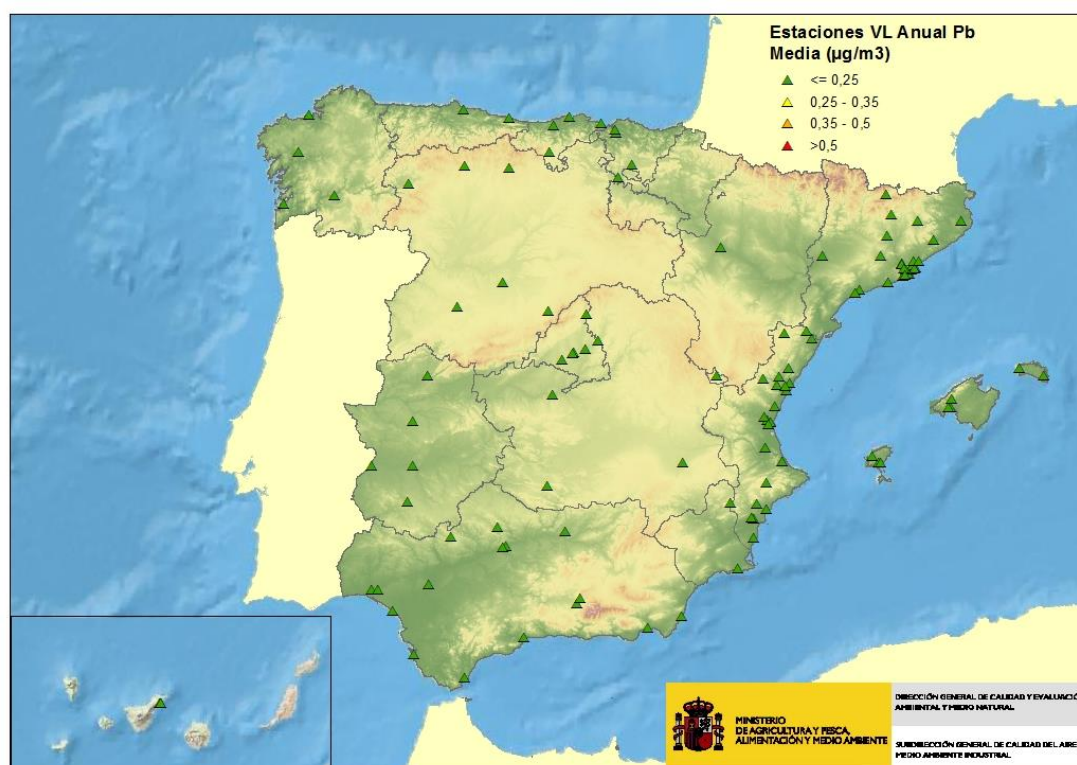 Estaciones VL Anual Pb
Media (µg/m3)
<= 0,25
0,25 - 0,35
0,35 - 0,5
>0,5
MINISTERIO
DE AGRICULTURA Y PESCA,
ALIMENTACIÓN Y MEDIO AMBIENTE
DIRECCIÓN GENERAL DE CALIDAD Y EVALUACIÓ
AMBIENTAL Y MEDIO NATURAL
SUBDIRECCIÓN GENERAL DE CALIDAD DEL AIRE
MEDIO AMBIENTE INDUSTRIAL